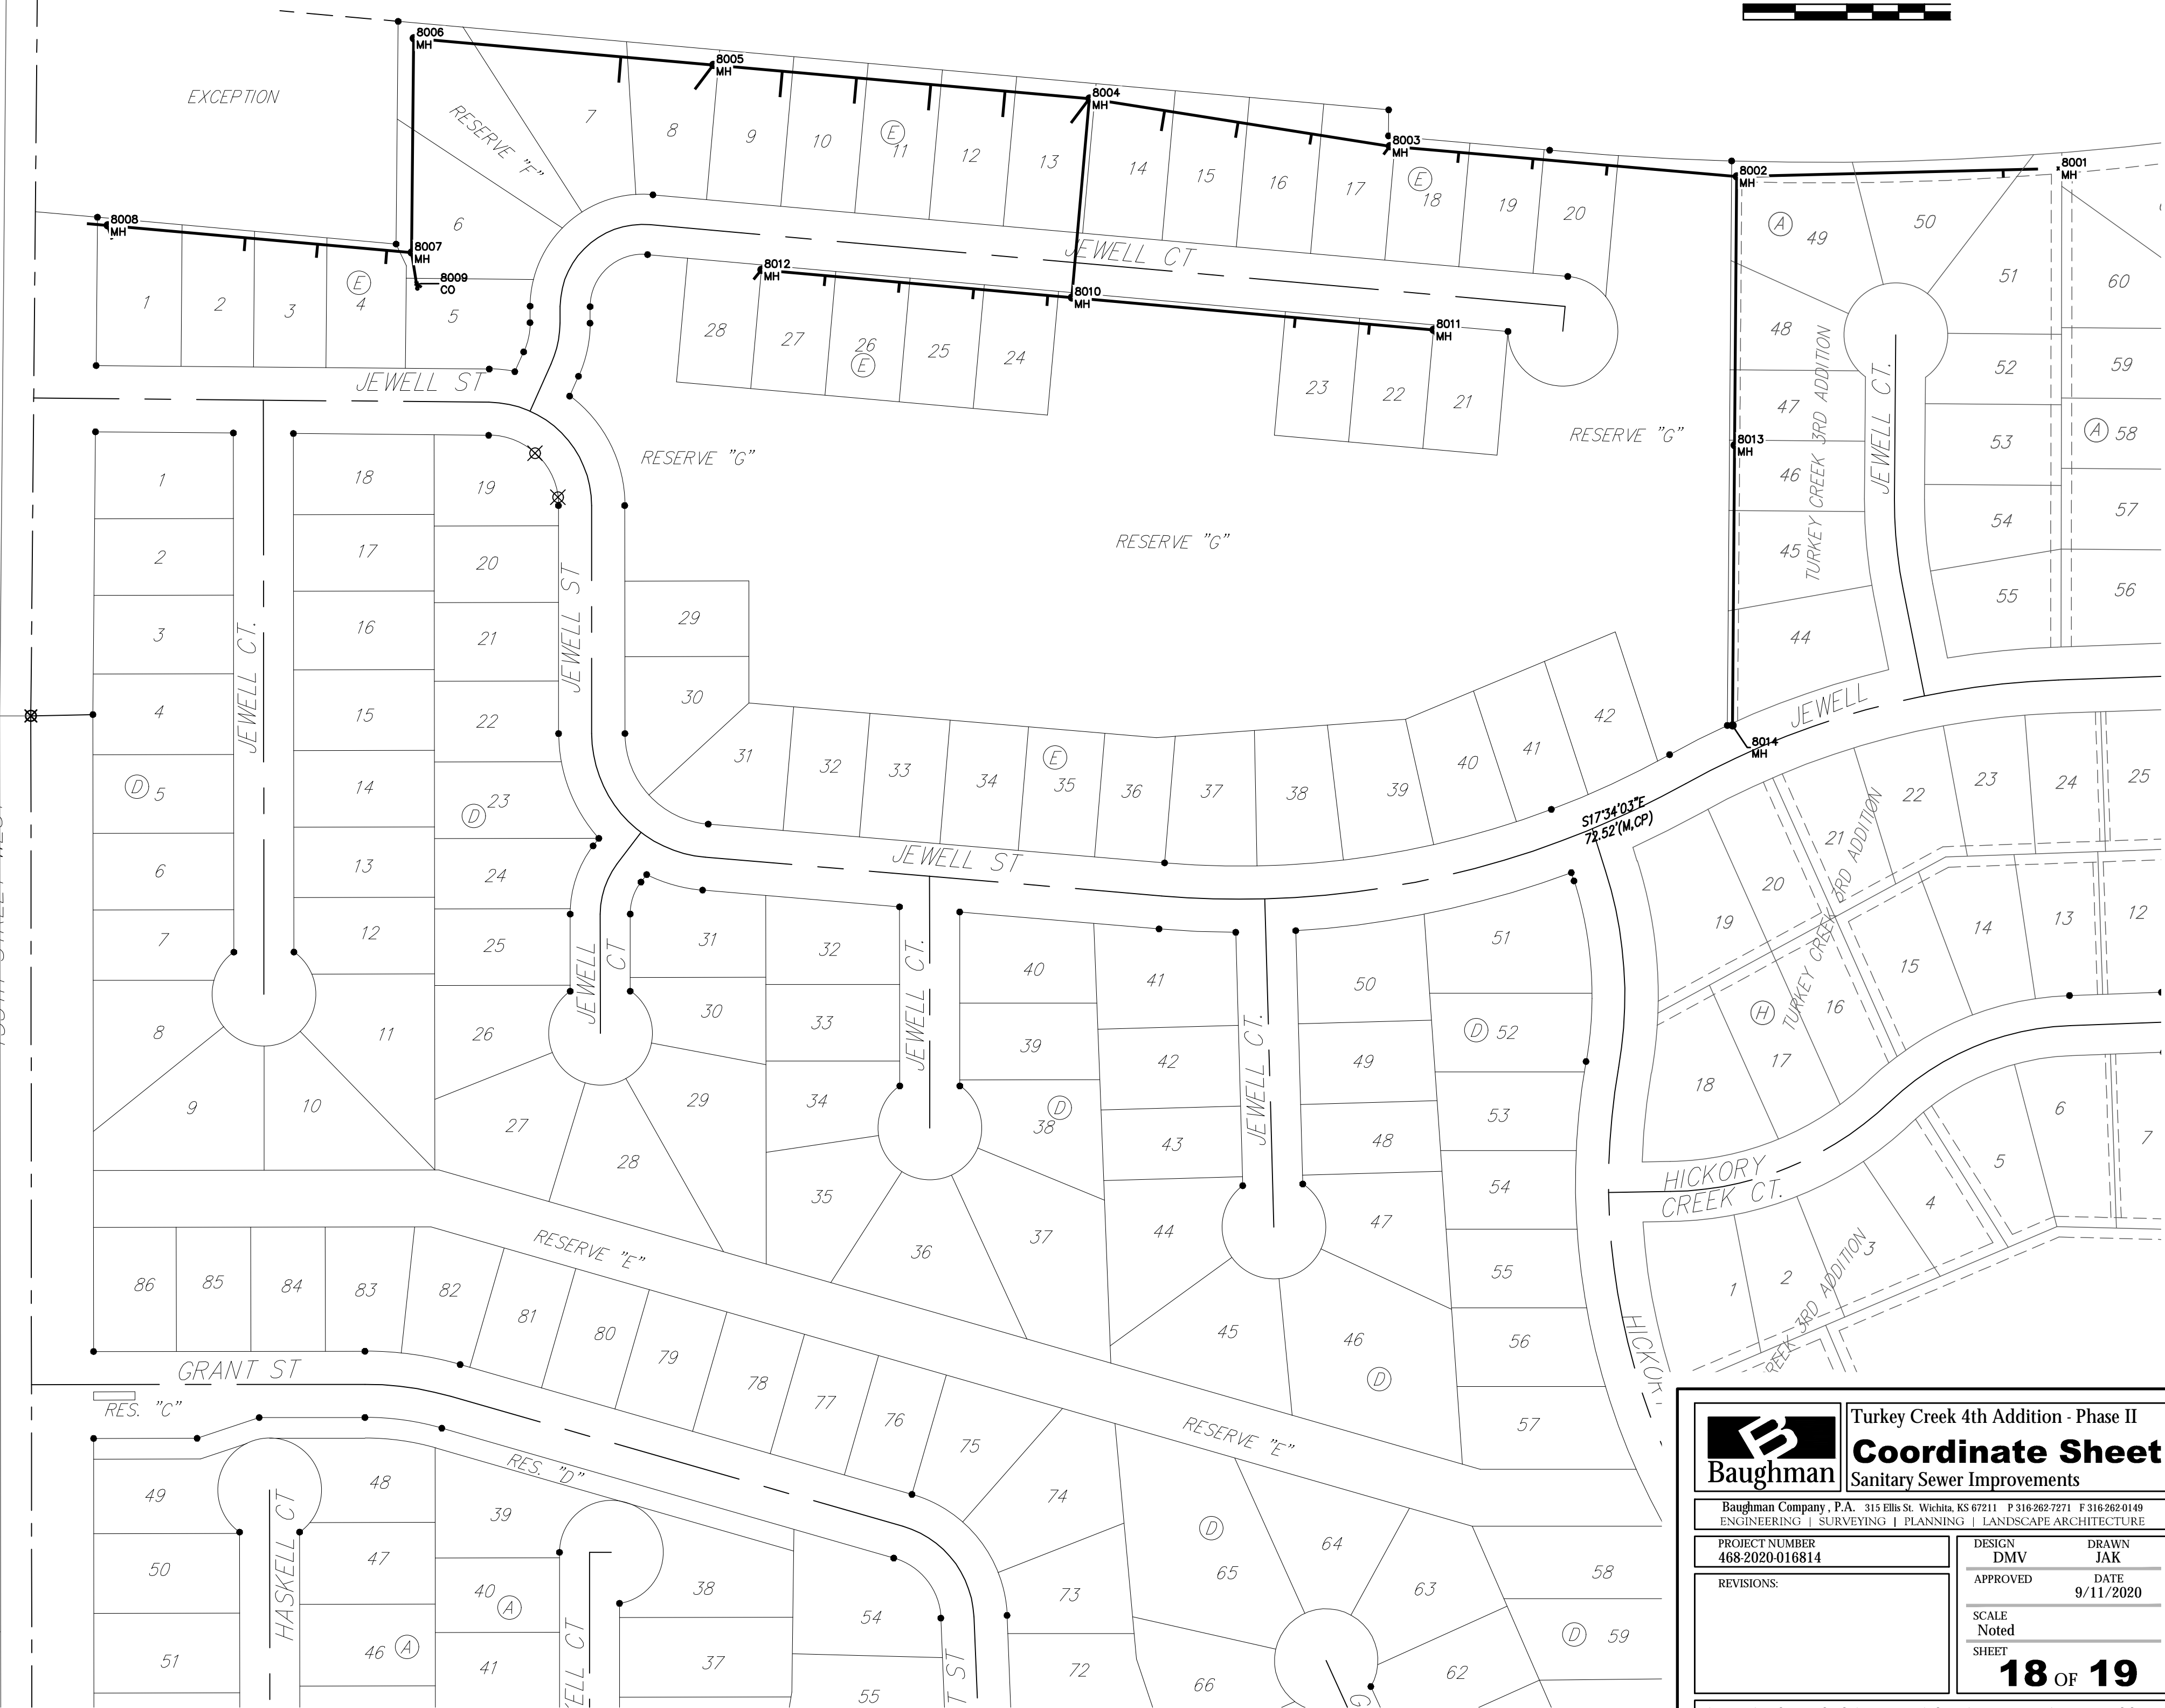 8006
MH
8005
MH
8004
MH
8003
MH
8002
MH
8001
MH
EXCEPTION
RESERVE "F"
7
8
9
10
E
11
12
13
14
15
16
17
E
18
19
20
A
49
50
51
60
8008
MH
6
8007
MH
8009
CO
8012
MH
8010
MH
8011
MH
JEWELL CT
1
2
3
E
4
5
28
27
26
E
25
24
23
22
21
48
47
8013
MH
46
45
44
TURKEY CREEK 3RD ADDITION
JEWELL CT.
52
59
53
A
58
54
57
55
56
JEWELL ST
RESERVE "G"
RESERVE "G"
RESERVE "G"
1
18
19
2
17
20
3
16
21
4
15
22
D
5
14
D
23
6
13
24
7
12
25
8
11
26
9
10
27
28
JEWELL CT.
JEWELL ST
29
30
31
32
33
34
E
35
36
37
38
39
40
41
42
8014
MH
JEWELL
S17°34'03"E
72.52'(M,CP)
JEWELL ST
22
23
24
25
21
20
19
3RD ADDITION
TURKEY CREEK
15
14
13
12
H
16
17
18
JEWELL
CT
31
32
30
33
29
34
35
36
37
JEWELL CT.
40
41
39
42
D
38
43
44
JEWELL CT.
50
51
49
D
52
48
53
47
54
55
45
46
D
56
57
HICKORY
CREEK CT.
1
2
3
4
5
6
7
3RD ADDITION
RESERVE "E"
86
85
84
83
82
81
80
79
78
77
76
75
GRANT ST
RES. "C"
RES. "D"
RESERVE "E"
49
48
39
50
47
40
A
51
46
A
41
HASKELL CT
38
37
54
55
74
73
72
D
65
64
63
66
62
58
D
59
Baughman
Turkey Creek 4th Addition - Phase II
Coordinate Sheet
Sanitary Sewer Improvements
Baughman Company, P.A. 315 Ellis St. Wichita, KS 67211 P 316-262-7271 F 316-262-0149
ENGINEERING | SURVEYING | PLANNING | LANDSCAPE ARCHITECTURE
PROJECT NUMBER
468-2020-016814
DESIGN
DMV
DRAWN
JAK
REVISIONS:
APPROVED
DATE
9/11/2020
SCALE
Noted
SHEET
18 OF 19